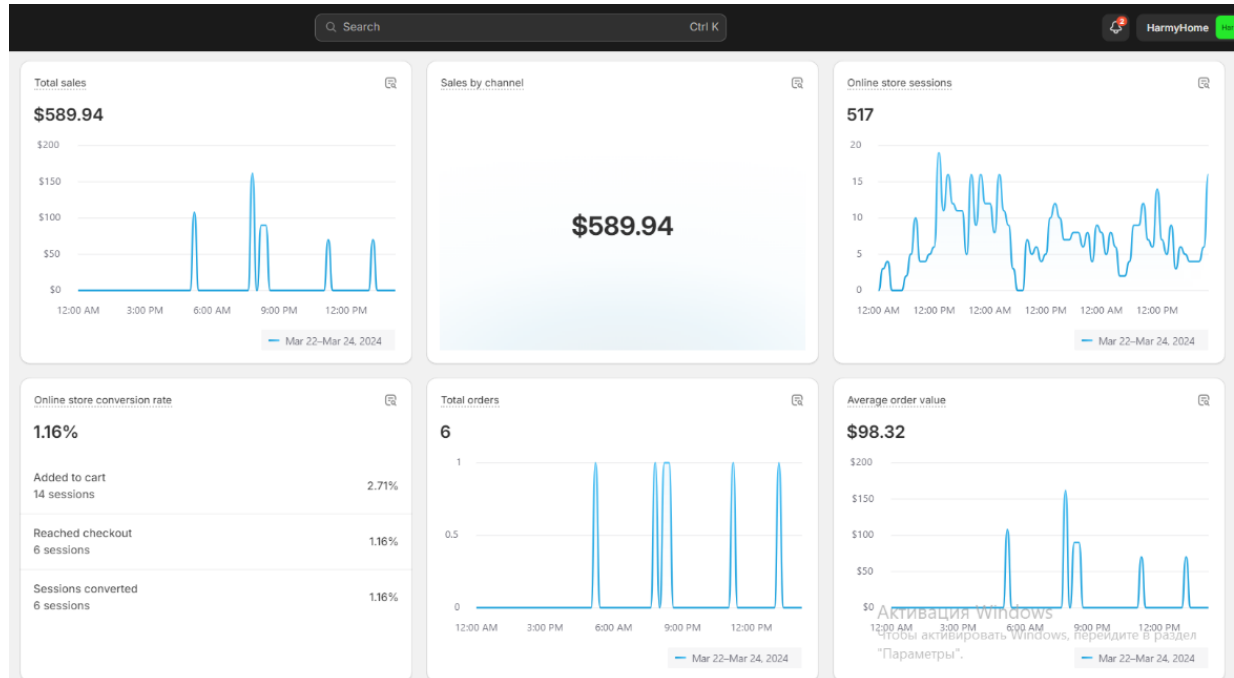 Search
Ctrl K
2
HarmyHome
Total sales
$589.94
$200
$150
$100
$50
$0
12:00 AM 3:00 PM 6:00 AM 9:00 PM 12:00 PM
Mar 22–Mar 24, 2024
Sales by channel
$589.94
Online store sessions
517
20
15
10
5
0
12:00 AM 12:00 PM 12:00 AM 12:00 PM 12:00 AM 12:00 PM
Mar 22–Mar 24, 2024
Online store conversion rate
1.16%
Added to cart
14 sessions
2.71%
Reached checkout
6 sessions
1.16%
Sessions converted
6 sessions
1.16%
Total orders
6
1
0.5
0
12:00 AM 3:00 PM 6:00 AM 9:00 PM 12:00 PM
Mar 22–Mar 24, 2024
Average order value
$98.32
$200
$150
$100
$50
$0
12:00 AM 3:00 PM 6:00 AM 9:00 PM 12:00 PM
Mar 22–Mar 24, 2024
Активация Windows
Чтобы активировать Windows, перейдите в раздел
"Параметры".